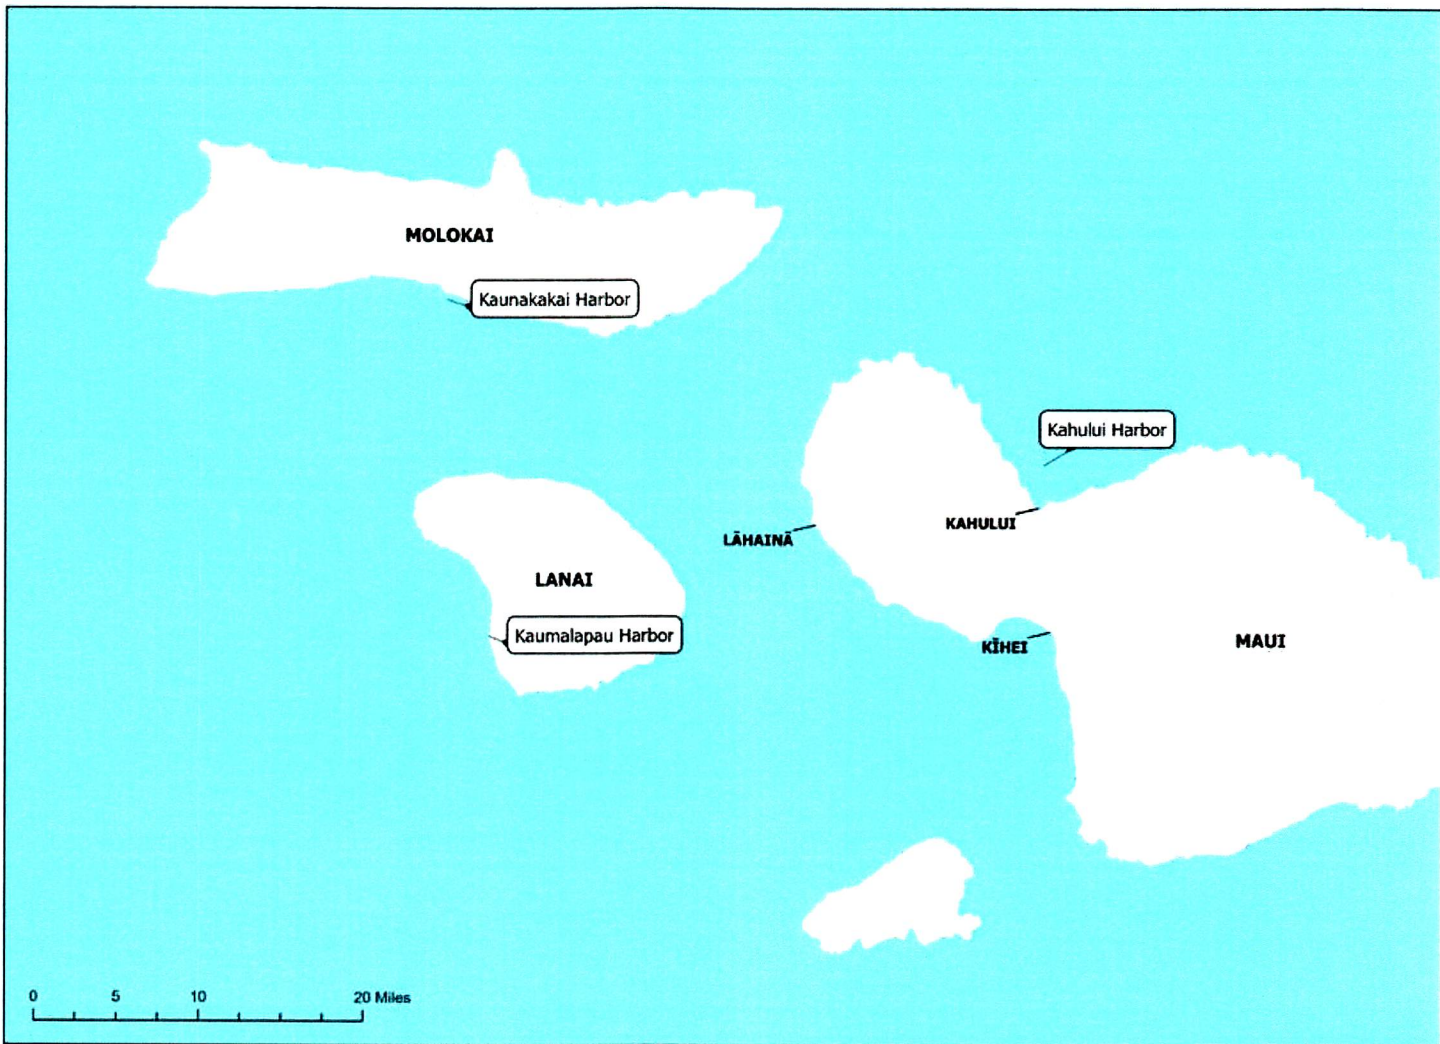 MOLOKAI
Kaunakakai Harbor
Kahului Harbor
KAHULUI
LĀHAINĀ
LANAI
Kaumalapau Harbor
KĪHEI
MAUI
0 5 10 20 Miles